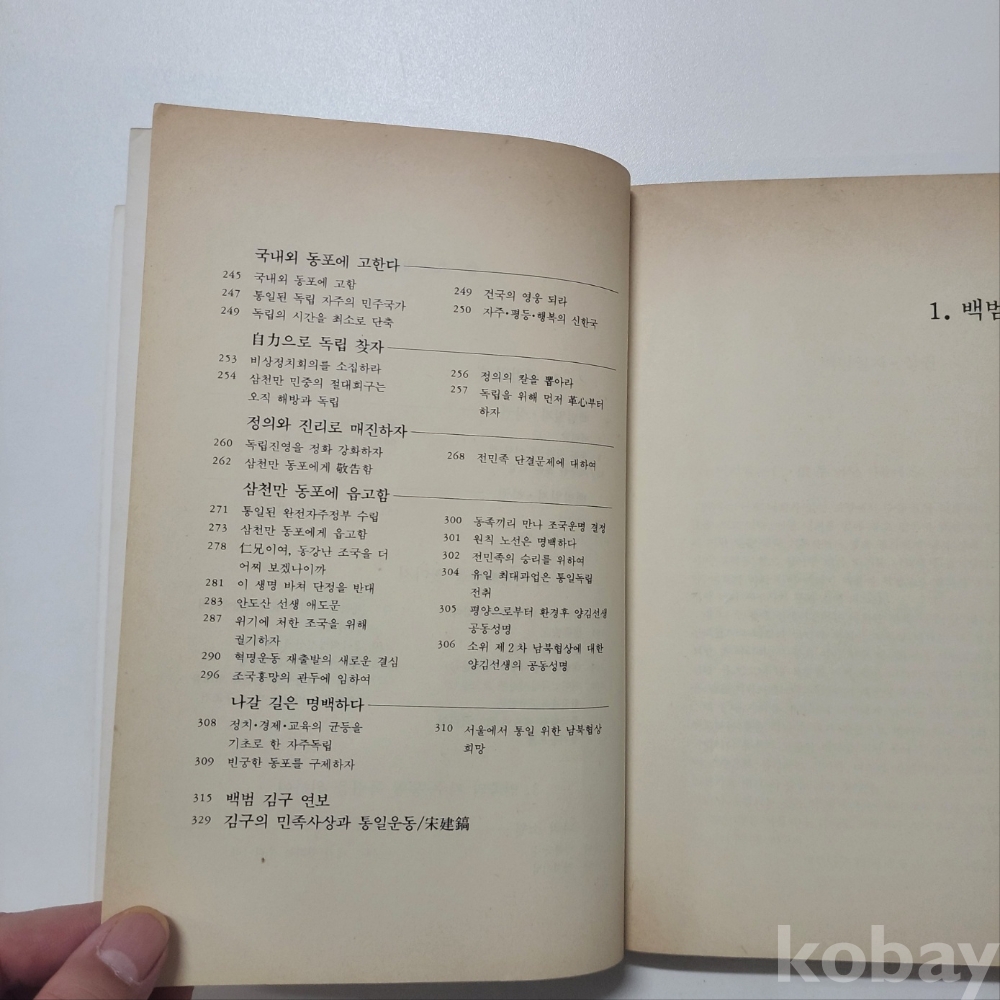 국내외 동포에 고한다
245 국내외 동포에 고함
247 통일된 독립 자주의 민주국가
249 독립의 시간을 최소로 단축
249 건국의 영웅 되라
250 자주·평등·행복의 신한국
自力으로 독립 찾자
253 비상정치회의를 소집하라
254 삼천만 민중의 절대희구는
오직 해방과 독립
256 정의의 칼을 뽑아라
257 독립을 위해 먼저 革心부터
하자
정의와 진리로 매진하자
260 독립진영을 정화 강화하자
262 삼천만 동포에게 敬告함
268 전민족 단결문제에 대하여
삼천만 동포에 읍고함
271 통일된 완전자주정부 수립
273 삼천만 동포에게 읍고함
278 仁兄이여, 동강난 조국을 더
어찌 보겠나이까
281 이 생명 바쳐 단정을 반대
283 안도산 선생 애도문
287 위기에 처한 조국을 위해
궐기하자
290 혁명운동 재출발의 새로운 결심
296 조국흥망의 관두에 임하여
300 동족끼리 만나 조국운명 결정
301 원칙 노선은 명백하다
302 전민족의 승리를 위하여
304 유일 최대과업은 통일독립
전취
305 평양으로부터 환경후 양김선생
공동성명
306 소위 제2차 남북협상에 대한
양김선생의 공동성명
나갈 길은 명백하다
308 정치·경제·교육의 균등을
기초로 한 자주독립
309 빈궁한 동포를 구제하자
310 서울에서 통일 위한 남북협상
희망
315 백범 김구 연보
329 김구의 민족사상과 통일운동/宋建鎬
1. 백범
kobay